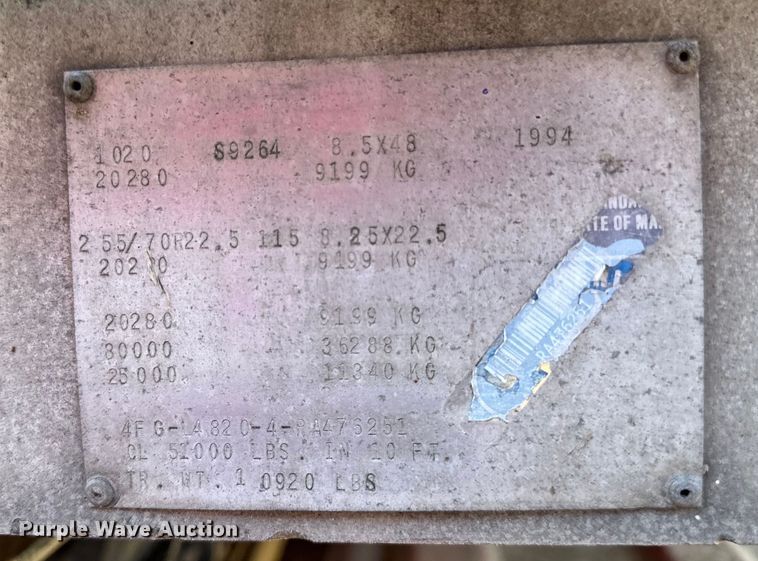 1020 S9264 8.5X48 1994
20280 9199 KG
255/70R22.5 115 8.25X22.5
20280 9199 KG
20280 9199 KG
80000 36288 KG
25000 11340 KG
4FG-L4820-4-RA476251
CL 51000 LBS. IN 10 FT.
TR. WT. 10920 LBS
TE OF MA
Purple Wave Auction